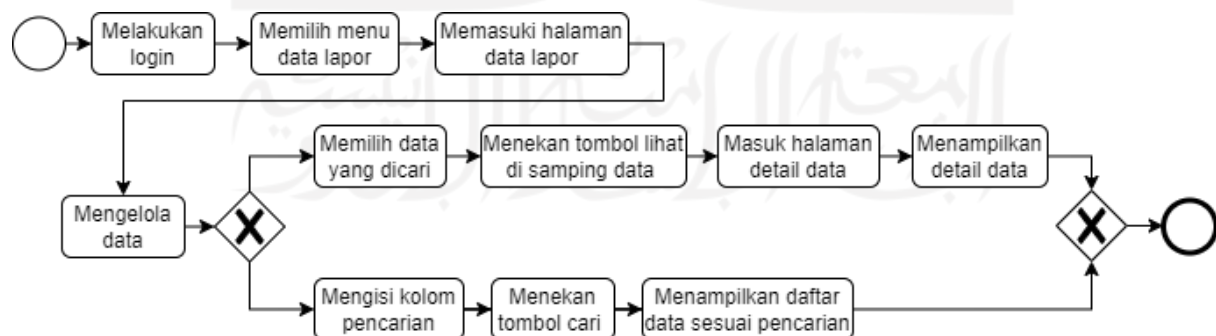 Melakukan
login
Memilih menu
data lapor
Memasuki halaman
data lapor
Mengelola
data
Memilih data
yang dicari
Menekan tombol lihat
di samping data
Masuk halaman
detail data
Menampilkan
detail data
Mengisi kolom
pencarian
Menekan
tombol cari
Menampilkan daftar
data sesuai pencarian